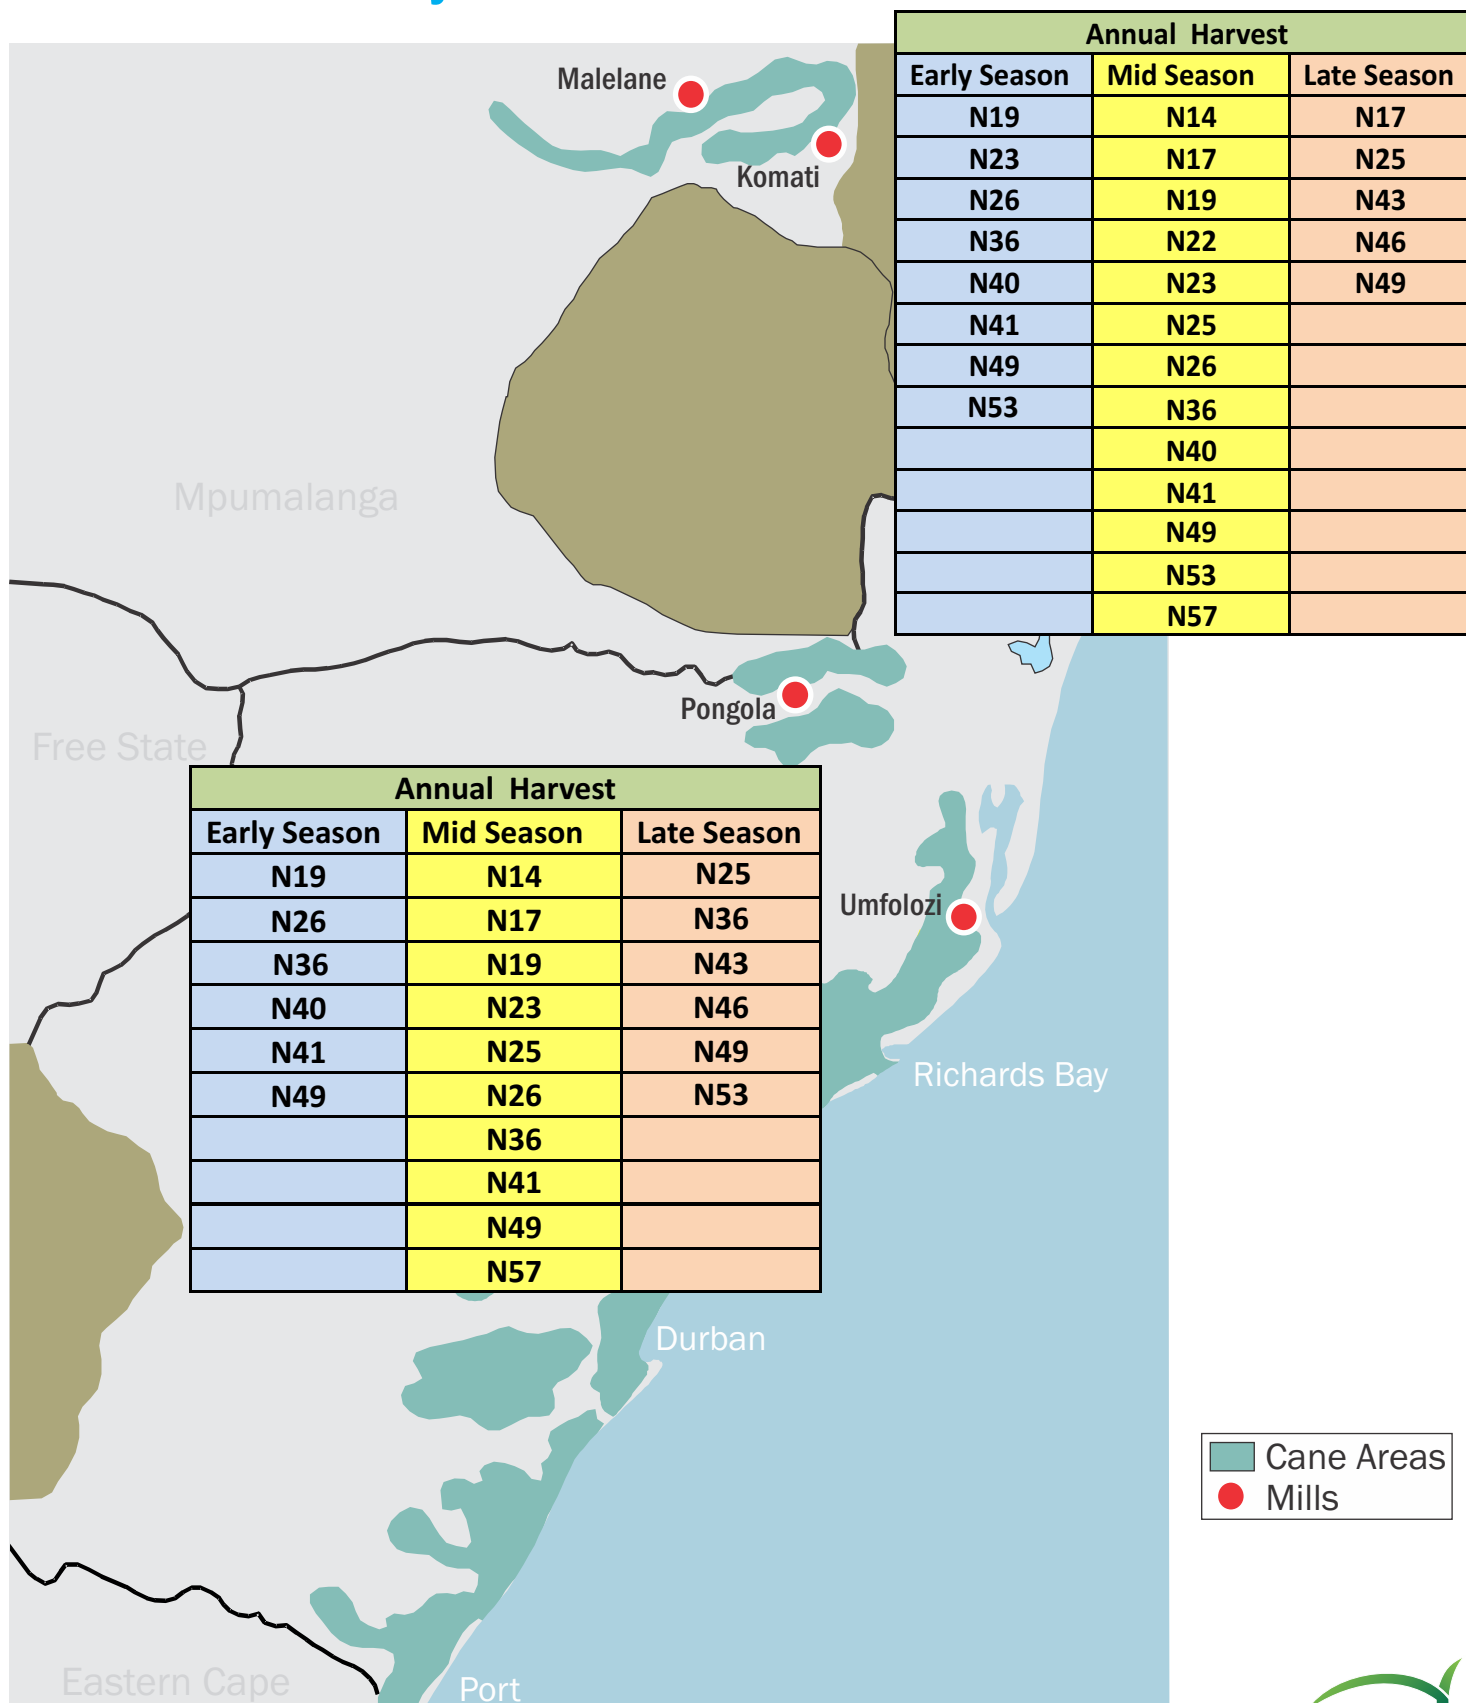 Annual Harvest
Early Season Mid Season Late Season
N19 N14 N17
N23 N17 N25
N26 N19 N43
N36 N22 N46
N40 N23 N49
N41 N25
N49 N26
N53 N36
N40
N41
N49
N53
N57
Malelane
Komati
Mpumalanga
Pongola
Free State
Annual Harvest
Early Season Mid Season Late Season
N19 N14 N25
N26 N17 N36
N36 N19 N43
N40 N23 N46
N41 N25 N49
N49 N26 N53
N36
N41
N49
N57
Umfolozi
Richards Bay
Durban
Cane Areas
Mills
Eastern Cape
Port